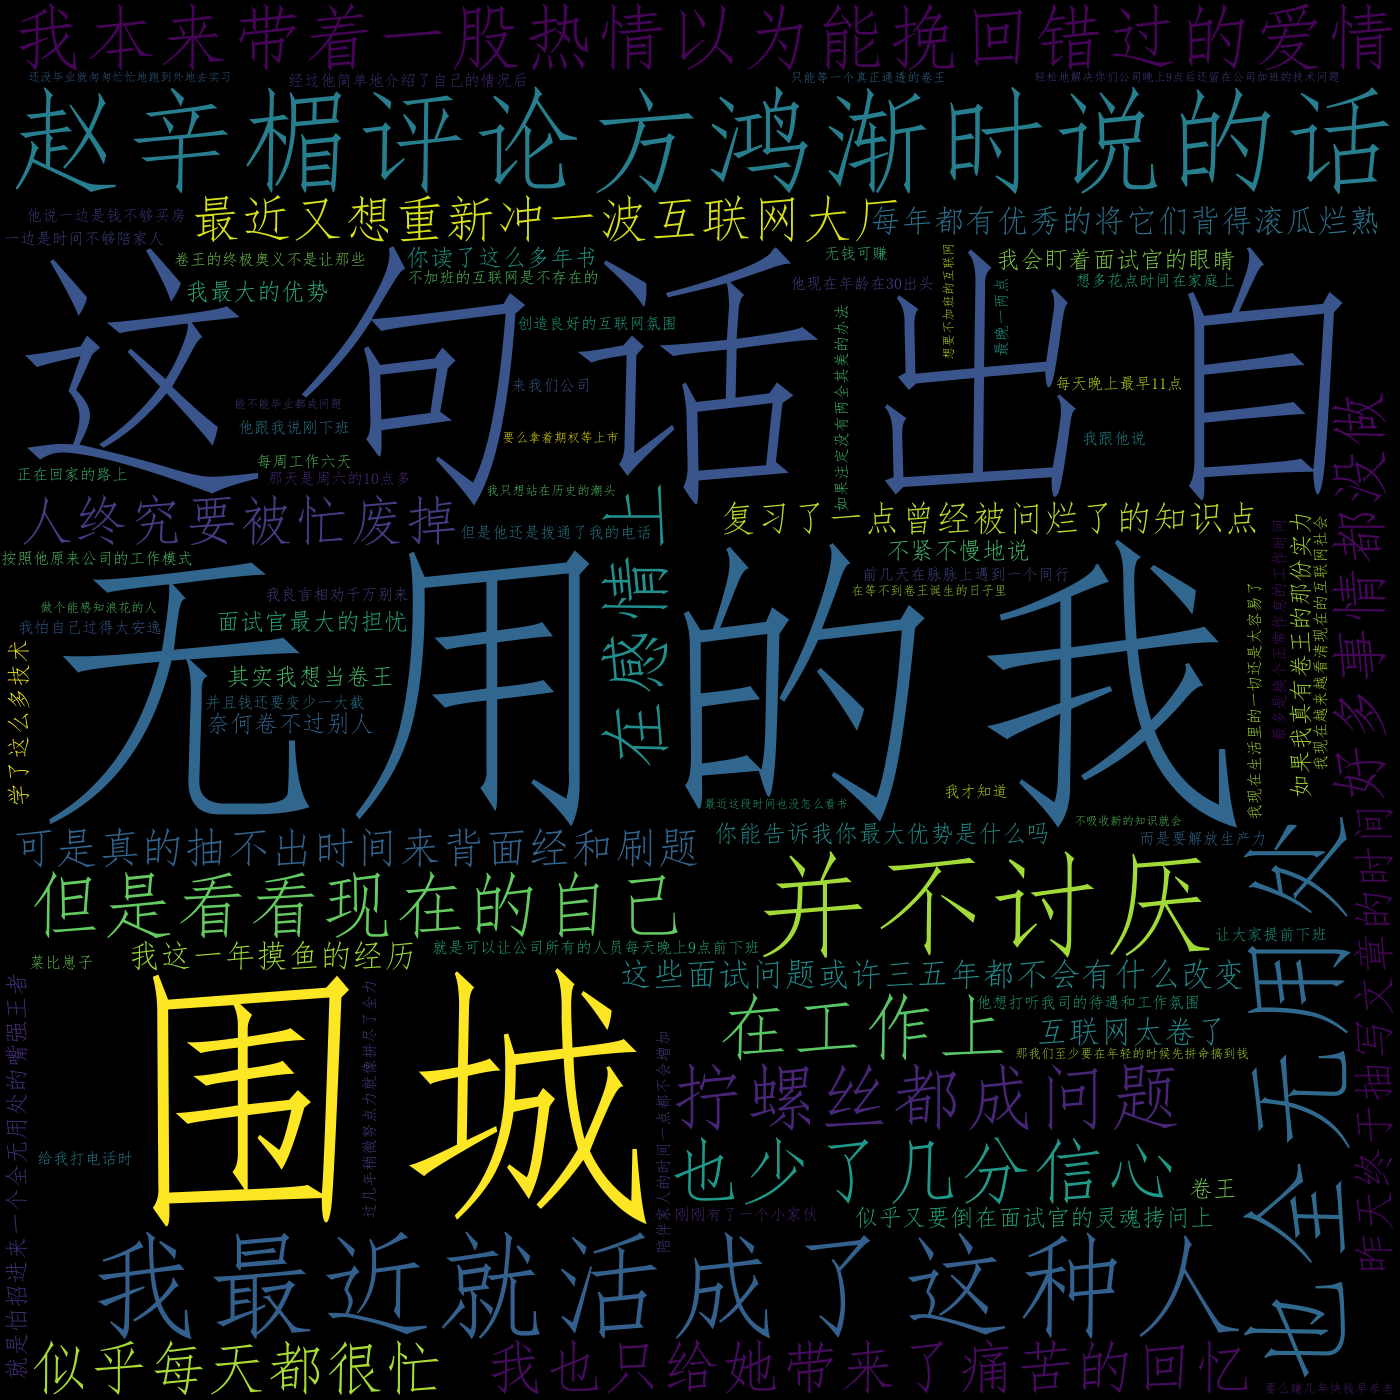 我本来带着一股热情以为能挽回错过的爱情
还没毕业就匆匆忙忙地跑到外地去实习
经过他简单地介绍了自己的情况后
只能等一个真正通透的卷王
轻松地解决你们公司晚上9点后还留在公司加班的技术问题
赵辛楣评论方鸿渐时说的话
他说一边是钱不够买房
最近又想重新冲一波互联网大厂
每年都有优秀的将它们背得滚瓜烂熟
一边是时间不够陪家人
卷王的终极奥义不是让那些
你读了这么多年书
不加班的互联网是不存在的
无钱可赚
我会盯着面试官的眼睛
想多花点时间在家庭上
我最大的优势
他现在年龄在30出头
想要不加班的互联网
最晚一两点
创造良好的互联网氛围
如果注定没有两全其美的办法
这句话出自
来我们公司
每天晚上最早11点
能不能毕业都成问题
他跟我说刚下班
要么拿着期权等上市
我跟他说
每周工作六天
正在回家的路上
那天是周六的10点多
我只想站在历史的潮头
人终究要被忙废掉
但是他还是拨通了我的电话
在感情上
复习了一点曾经被问烂了的知识点
不紧不慢地说
按照他原来公司的工作模式
前几天在脉脉上遇到一个同行
在等不到卷王诞生的日子里
我良言相劝千万别来
做个能感知浪花的人
我怕自己过得太安逸
面试官最大的担忧
无用的我
其实我想当卷王
并且钱还要变少一大截
奈何卷不过别人
学了这么多技术
我现在生活里的一切还是大容易了
最多是换个正常作息的工作时间
如果我真有卷王的那份实力
我现在越来越看清现在的互联网社会
好多事情都没做
我才知道
最近这段时间也没怎么看书
不吸收新的知识就会
可是真的抽不出时间来背面经和刷题
你能告诉我你最大优势是什么吗
而是要解放生产力
但是看看现在的自己
并不讨厌
让大家提前下班
菜比崽子
我这一年摸鱼的经历
就是可以让公司所有的人员每天晚上9点前下班
这些面试问题或许三五年都不会有什么改变
围城
过几年稍微努点力就像拼尽了全力
在工作上
他想打听我司的待遇和工作氛围
互联网太卷了
那我们至少要在年轻的时候先拼命搞到钱
拧螺丝都成问题
陪伴家人的时间一点都不会增加
也少了几分信心
给我打电话时
卷王
刚刚有了一个小家伙
似乎又要倒在面试官的灵魂拷问上
就是怕招进来一个全无用处的嘴强王者
也全无用处
昨天终于抽写文章的时间
我最近就活成了这种人
似乎每天都很忙
我也只给她带来了痛苦的回忆